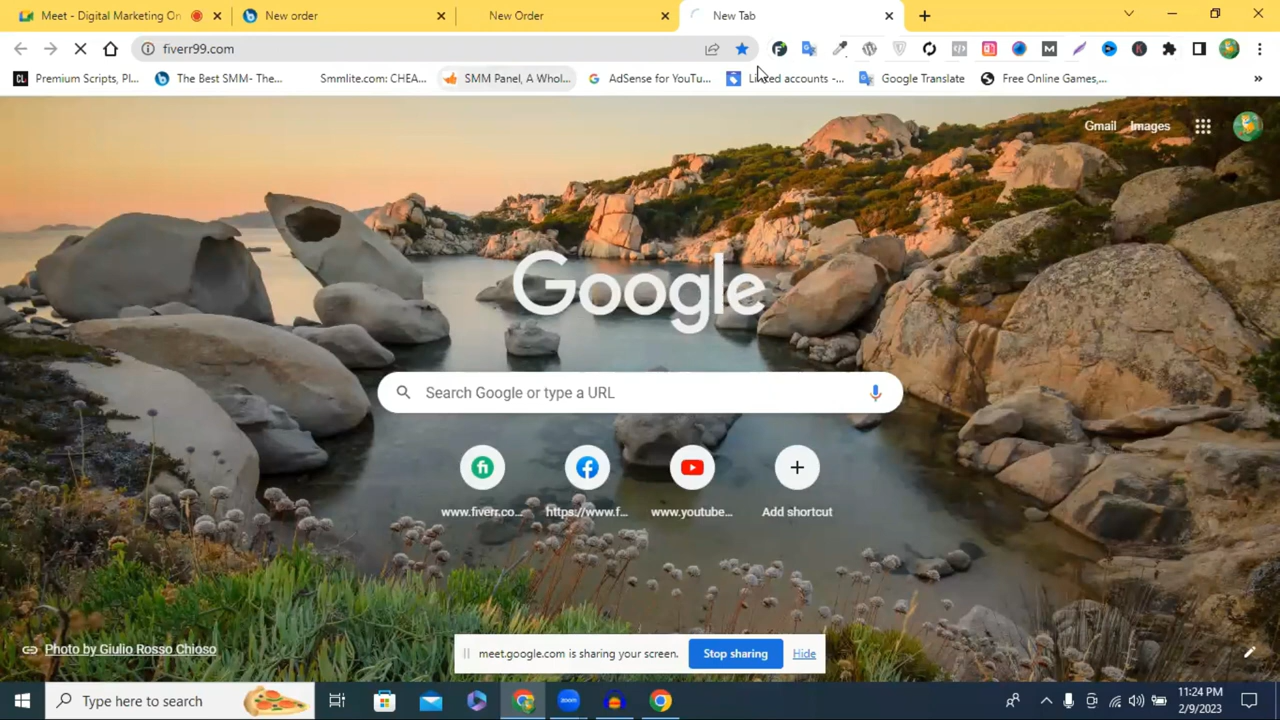 Meet - Digital Marketing On
New order
New Order
New Tab
fiverr99.com
CL Premium Scripts, Pl...
The Best SMM- The...
Smmlite.com: CHEA...
SMM Panel, A Whol...
AdSense for YouTu...
Linked accounts -...
Google Translate
Free Online Games,...
Gmail
Images
Google
Search Google or type a URL
www.fiverr.co...
https://www.f...
www.youtube...
Add shortcut
Photo by Giulio Rosso Chioso
meet.google.com is sharing your screen.
Stop sharing
Hide
Type here to search
zoom
11:24 PM
2/9/2023